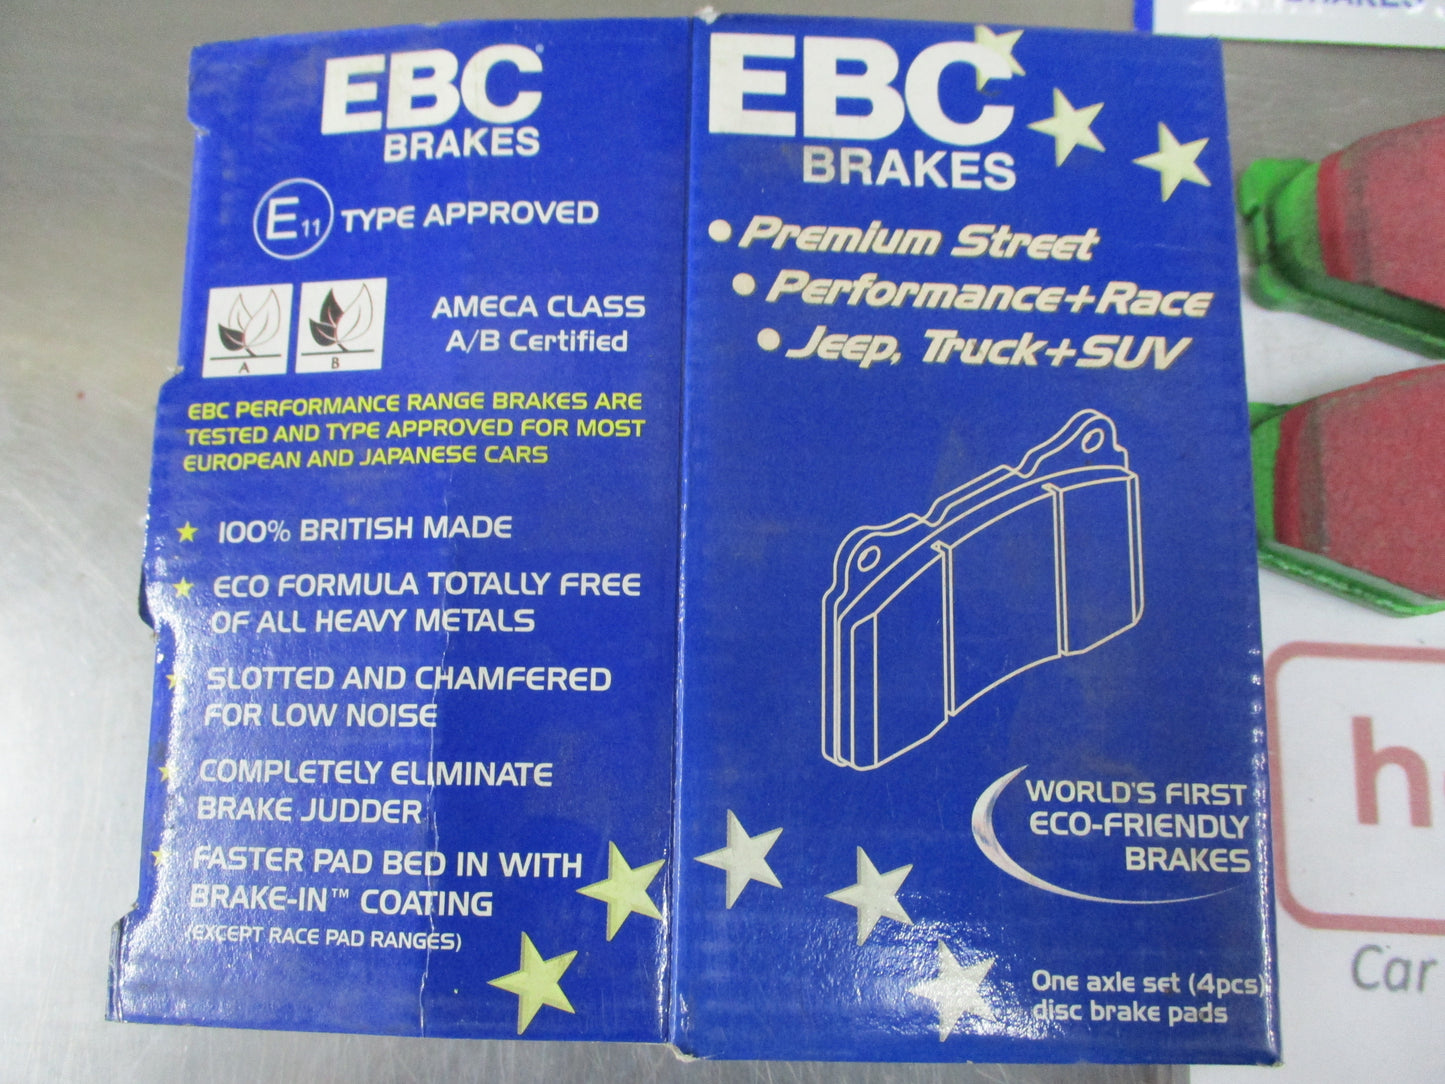 EBC
BRAKES
E11 TYPE APPROVED
A
B
AMECA CLASS
A/B Certified
EBC PERFORMANCE RANGE BRAKES ARE
TESTED AND TYPE APPROVED FOR MOST
EUROPEAN AND JAPANESE CARS
100% BRITISH MADE
ECO FORMULA TOTALLY FREE
OF ALL HEAVY METALS
SLOTTED AND CHAMFERED
FOR LOW NOISE
COMPLETELY ELIMINATE
BRAKE JUDDER
FASTER PAD BED IN WITH
BRAKE-IN™ COATING
(EXCEPT RACE PAD RANGES)
EBC
BRAKES
• Premium Street
• Performance+Race
• Jeep, Truck+SUV
WORLD'S FIRST
ECO-FRIENDLY
BRAKES
One axle set (4pcs)
disc brake pads
Car